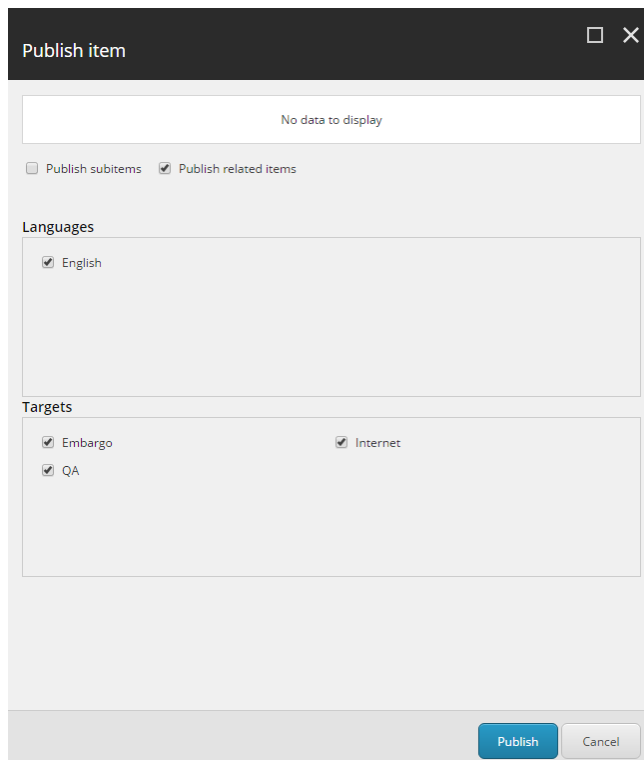 Publish item
No data to display
Publish subitems Publish related items
Languages
English
Targets
Embargo Internet
QA
Publish Cancel